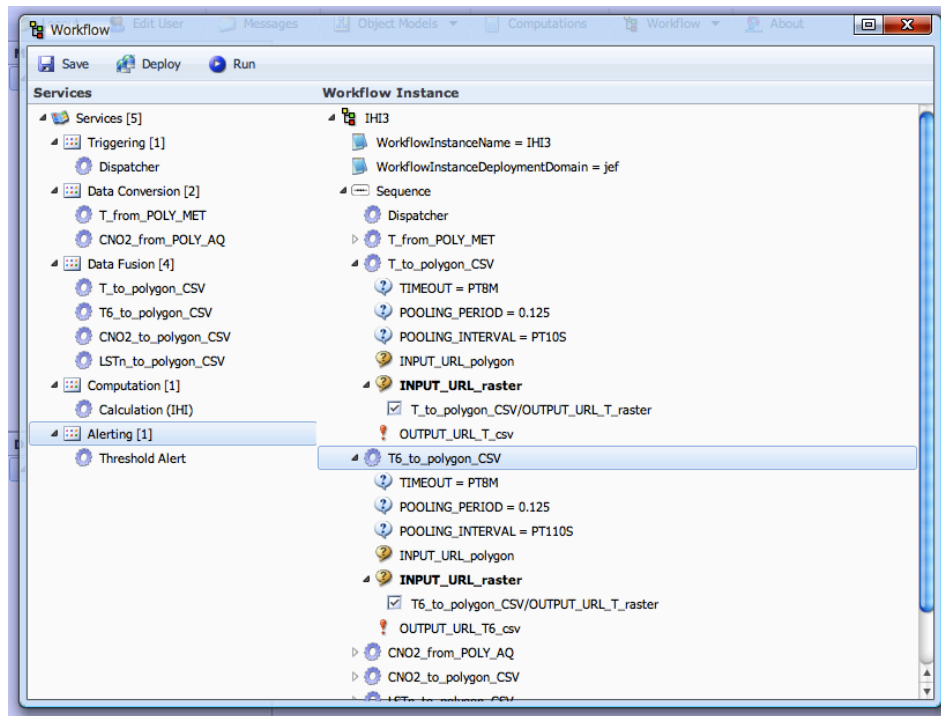 Edit User Messages Object Models Computations Workflow About
Workflow
Save Deploy Run
Services
Services [5]
Triggering [1]
Dispatcher
Data Conversion [2]
T_from_POLY_MET
CNO2_from_POLY_AQ
Data Fusion [4]
T_to_polygon_CSV
T6_to_polygon_CSV
CNO2_to_polygon_CSV
LSTn_to_polygon_CSV
Computation [1]
Calculation (IHI)
Alerting [1]
Threshold Alert
Workflow Instance
IHI3
WorkflowInstanceName = IHI3
WorkflowInstanceDeploymentDomain = jef
Sequence
Dispatcher
T_from_POLY_MET
T_to_polygon_CSV
TIMEOUT = PT8M
POOLING_PERIOD = 0.125
POOLING_INTERVAL = PT10S
INPUT_URL_polygon
INPUT_URL_raster
T_to_polygon_CSV/OUTPUT_URL_T_raster
OUTPUT_URL_T_csv
T6_to_polygon_CSV
TIMEOUT = PT8M
POOLING_PERIOD = 0.125
POOLING_INTERVAL = PT110S
INPUT_URL_polygon
INPUT_URL_raster
T6_to_polygon_CSV/OUTPUT_URL_T_raster
OUTPUT_URL_T6_csv
CNO2_from_POLY_AQ
CNO2_to_polygon_CSV
LSTn_to_polygon_CSV